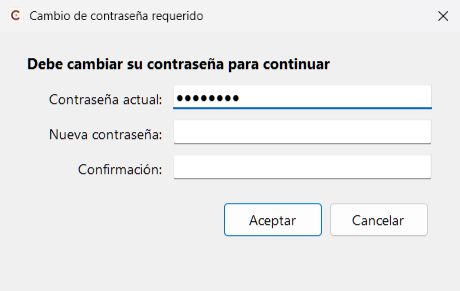 Cambio de contraseña requerido
Debe cambiar su contraseña para continuar
Contraseña actual: ●●●●●●●●
Nueva contraseña:
Confirmación:
Aceptar Cancelar